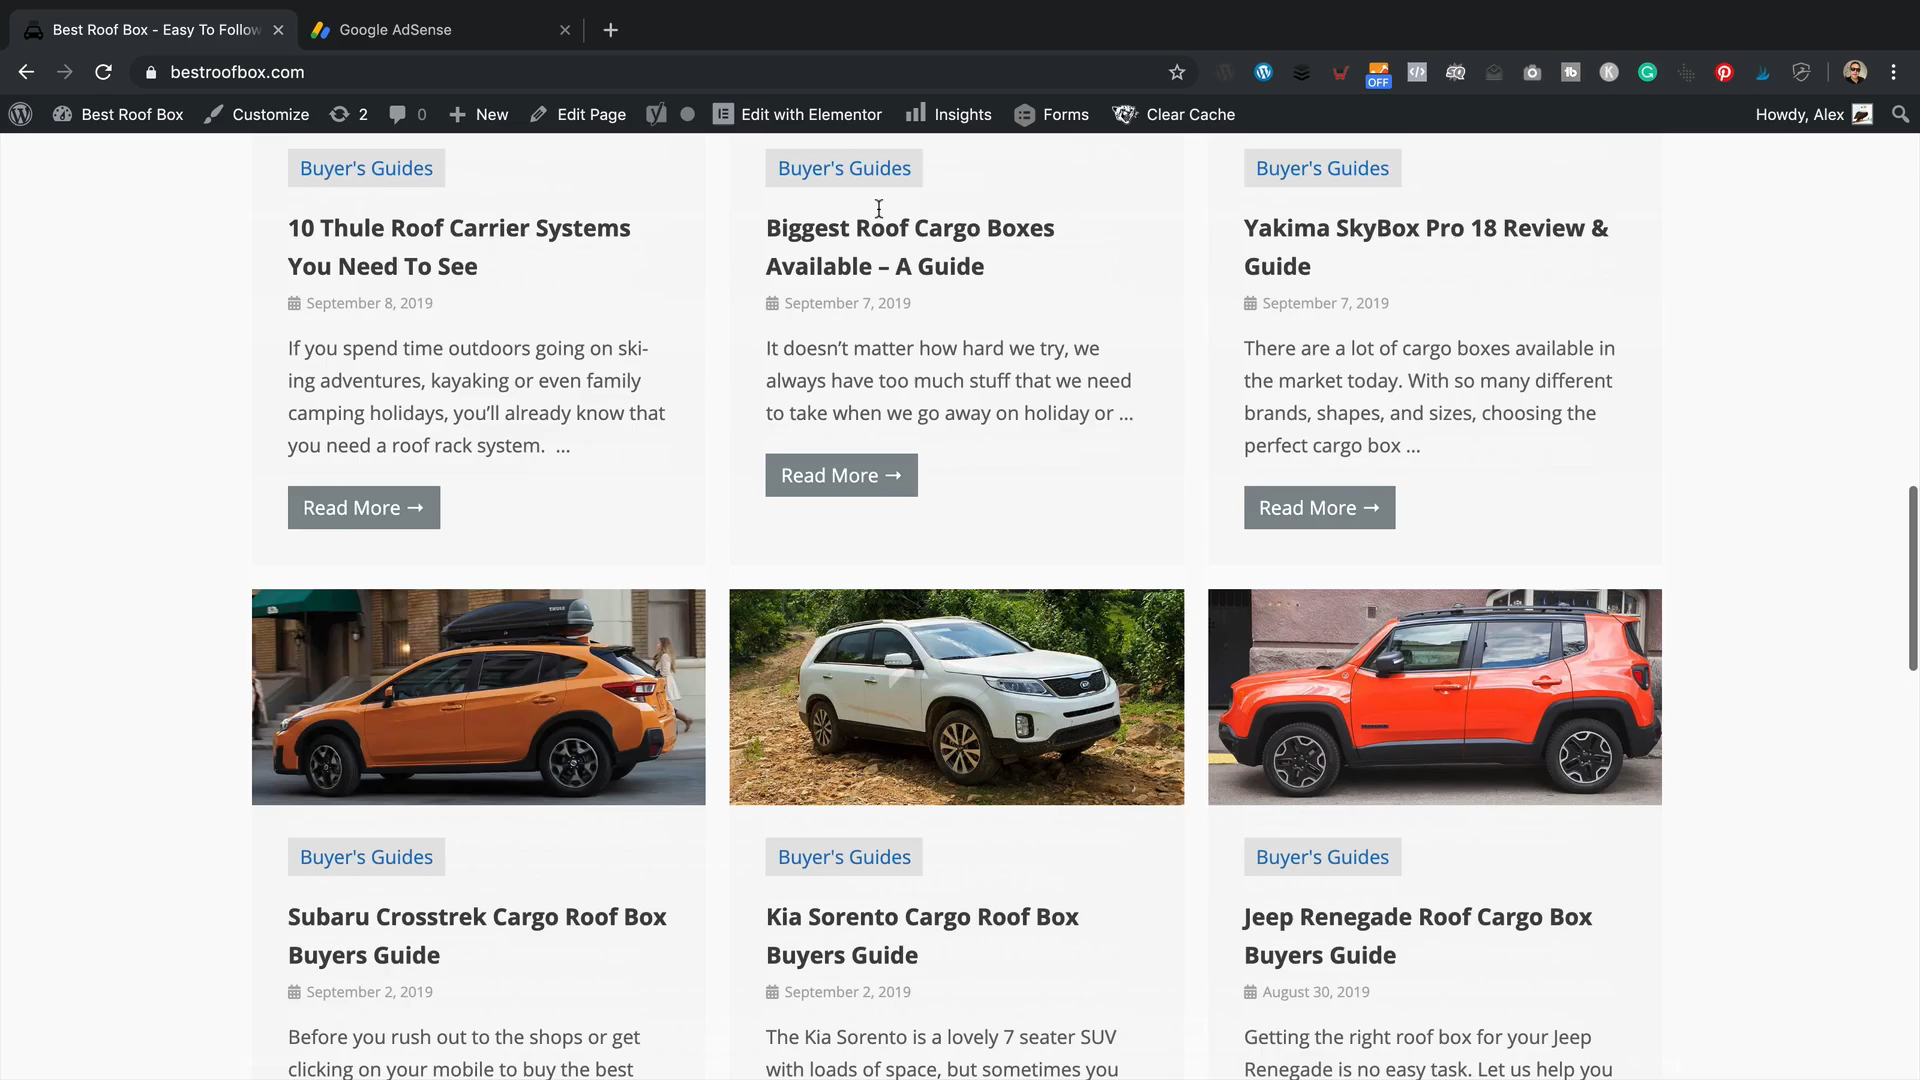 Best Roof Box - Easy To Follow
Google AdSense
bestroofbox.com
OFF
Best Roof Box
Customize
2
0
New
Edit Page
Edit with Elementor
Insights
Forms
Clear Cache
Howdy, Alex
Buyer's Guides
10 Thule Roof Carrier Systems
You Need To See
September 8, 2019
If you spend time outdoors going on ski-
ing adventures, kayaking or even family
camping holidays, you’ll already know that
you need a roof rack system. ...
Read More →
Buyer's Guides
Biggest Roof Cargo Boxes
Available – A Guide
September 7, 2019
It doesn’t matter how hard we try, we
always have too much stuff that we need
to take when we go away on holiday or ...
Read More →
Buyer's Guides
Yakima SkyBox Pro 18 Review &
Guide
September 7, 2019
There are a lot of cargo boxes available in
the market today. With so many different
brands, shapes, and sizes, choosing the
perfect cargo box ...
Read More →
THULE
Buyer's Guides
Subaru Crosstrek Cargo Roof Box
Buyers Guide
September 2, 2019
Before you rush out to the shops or get
clicking on your mobile to buy the best
Buyer's Guides
Kia Sorento Cargo Roof Box
Buyers Guide
September 2, 2019
The Kia Sorento is a lovely 7 seater SUV
with loads of space, but sometimes you
Buyer's Guides
Jeep Renegade Roof Cargo Box
Buyers Guide
August 30, 2019
Getting the right roof box for your Jeep
Renegade is no easy task. Let us help you